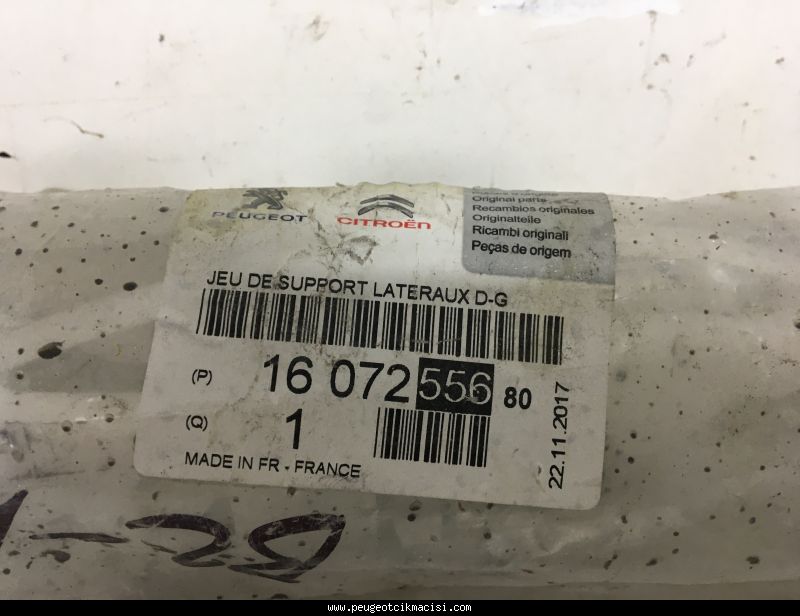 PEUGEOT
CITROËN
Original parts
Recambios originales
Originalteile
Ricambi originali
Peças de origem
JEU DE SUPPORT LATERAUX D-G
(P) 16 072 556 80
(Q) 1
22.11.2017
MADE IN FR - FRANCE
www.peugeotcikmacisi.com